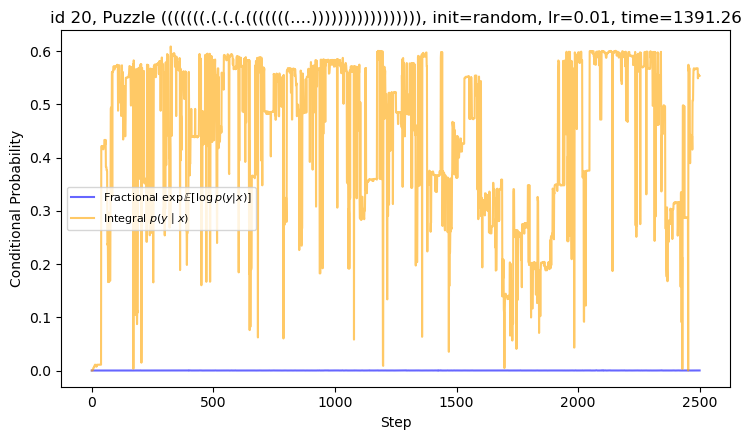 id 20, Puzzle (((((((.(.(.(.(((((((....))))))))))))))))), init=random, lr=0.01, time=1391.26
Conditional Probability
0.6
0.5
0.4
0.3
0.2
0.1
0.0
Fractional exp 𝔼[log p(y|x)]
Integral p(y | x)
0 500 1000 1500 2000 2500
Step